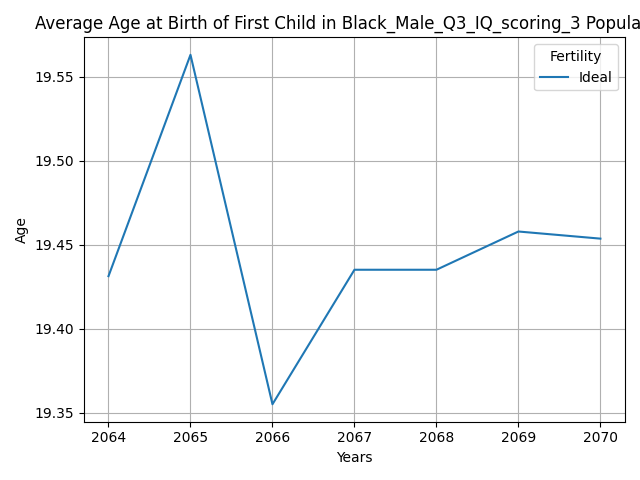 Average Age at Birth of First Child in Black_Male_Q3_IQ_scoring_3 Popula
Fertility
Ideal
19.55
19.50
19.45
19.40
19.35
Age
2064 2065 2066 2067 2068 2069 2070
Years